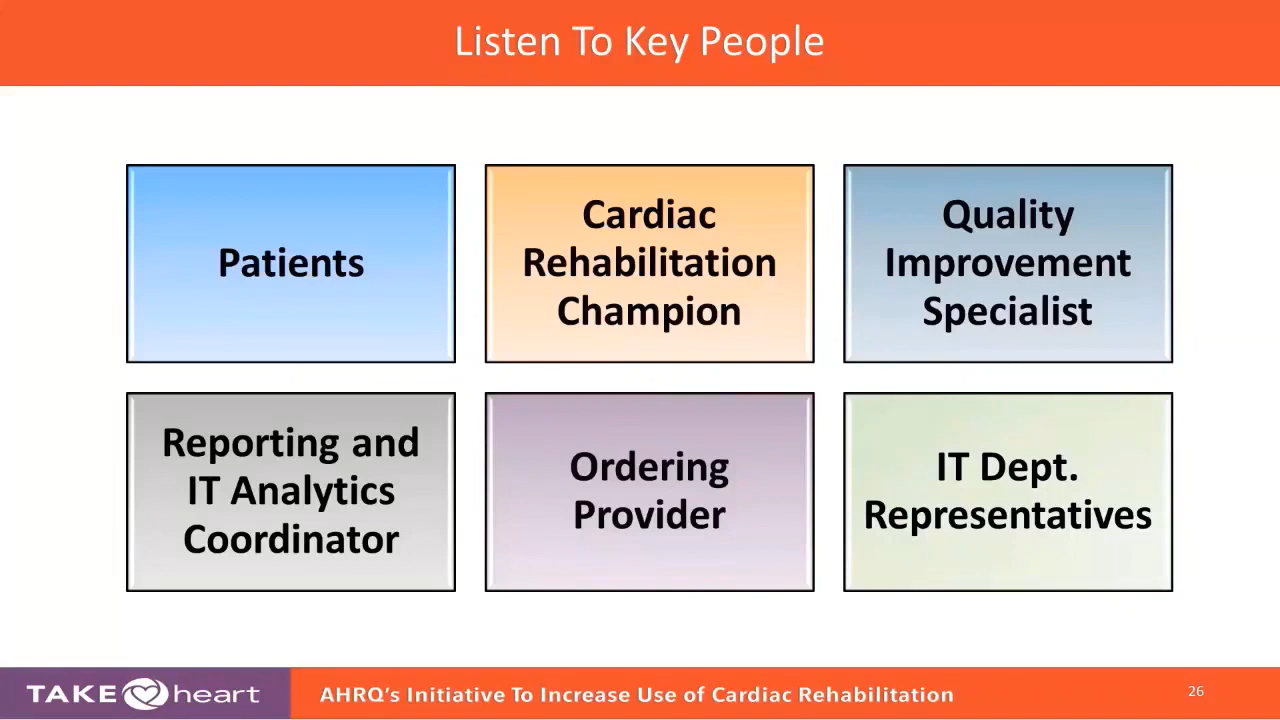 Listen To Key People
Patients
Cardiac
Rehabilitation
Champion
Quality
Improvement
Specialist
Reporting and
IT Analytics
Coordinator
Ordering
Provider
IT Dept.
Representatives
TAKE heart
AHRQ's Initiative To Increase Use of Cardiac Rehabilitation
26